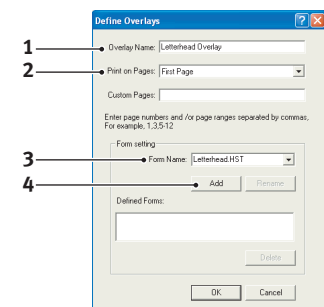 Define Overlays
1
Overlay Name: Letterhead Overlay
2
Print on Pages: First Page
Custom Pages:
Enter page numbers and /or page ranges separated by commas,
For example, 1,3,5-12
Form setting
3
Form Name: Letterhead.HST
4
Add Rename
Defined Forms:
Delete
OK Cancel